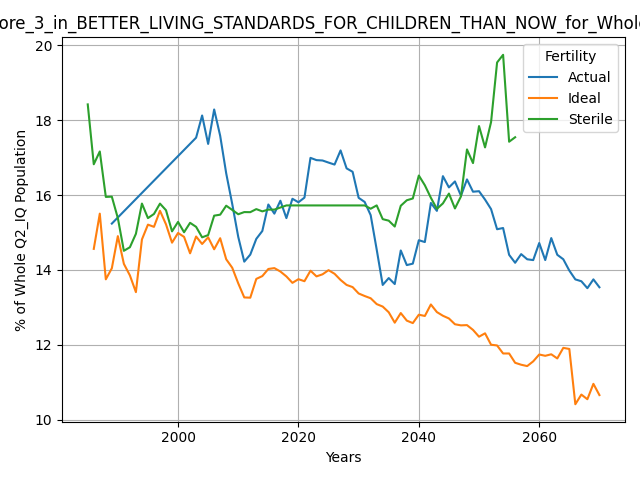 ore_3_in_BETTER_LIVING_STANDARDS_FOR_CHILDREN_THAN_NOW_for_Whole
Fertility
Actual
Ideal
Sterile
% of Whole Q2_IQ Population
20
18
16
14
12
10
2000 2020 2040 2060
Years